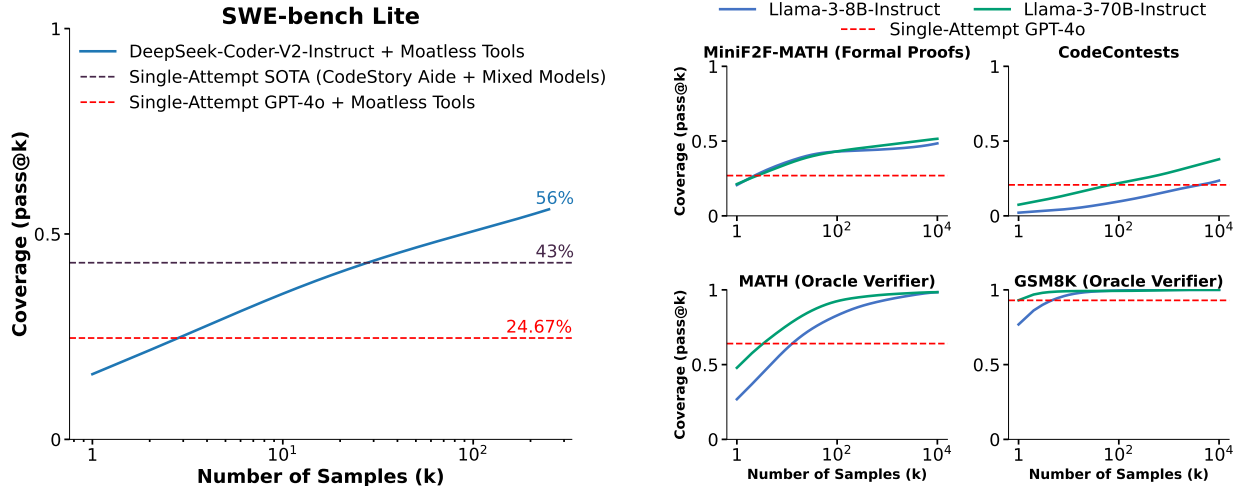 SWE-bench Lite
DeepSeek-Coder-V2-Instruct + Moatless Tools
Single-Attempt SOTA (CodeStory Aide + Mixed Models)
Single-Attempt GPT-4o + Moatless Tools
Coverage (pass@k)
1
0.5
0
56%
43%
24.67%
1
10¹
10²
Number of Samples (k)
Llama-3-8B-Instruct
Llama-3-70B-Instruct
Single-Attempt GPT-4o
MiniF2F-MATH (Formal Proofs)
Coverage (pass@k)
1
0.5
0
1
10²
10⁴
CodeContests
1
0.5
0
1
10²
10⁴
MATH (Oracle Verifier)
Coverage (pass@k)
1
0.5
0
1
10²
10⁴
Number of Samples (k)
GSM8K (Oracle Verifier)
1
0.5
0
1
10²
10⁴
Number of Samples (k)